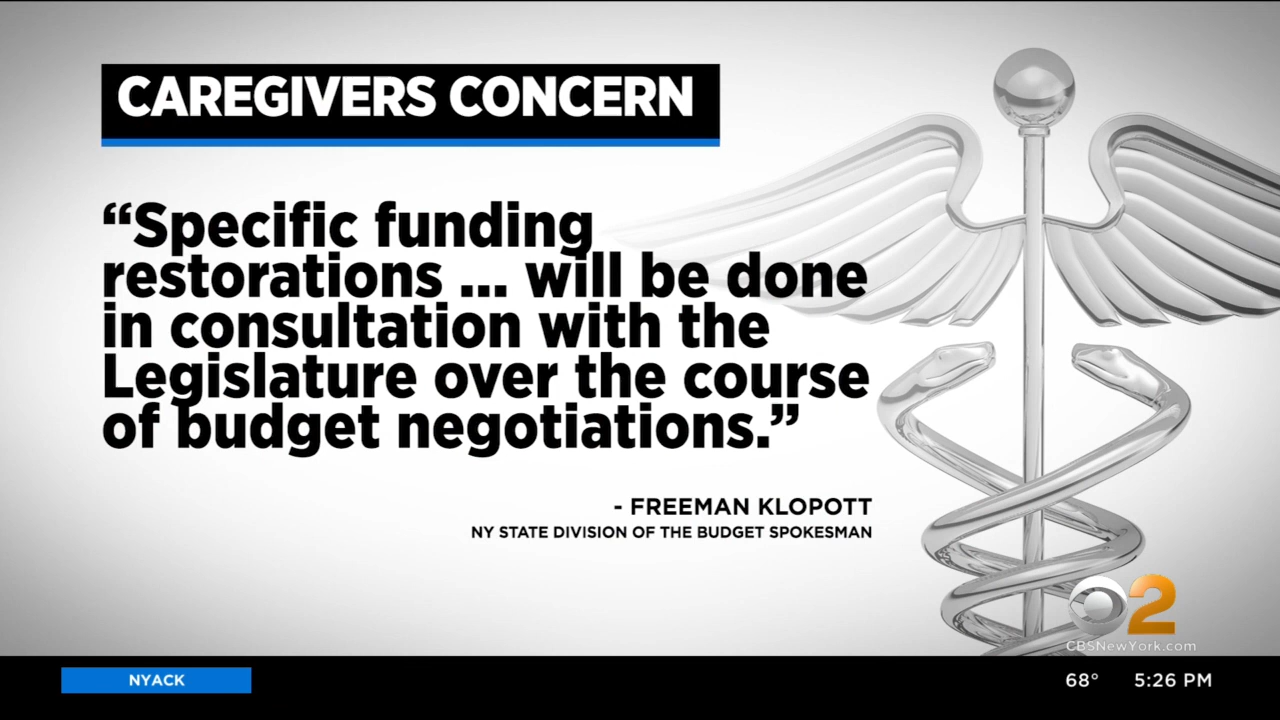 CAREGIVERS CONCERN
“Specific funding
restorations ... will be done
in consultation with the
Legislature over the course
of budget negotiations.”
- FREEMAN KLOPOTT
NY STATE DIVISION OF THE BUDGET SPOKESMAN
2
CBSNewYork.com
NYACK
68° 5:26 PM